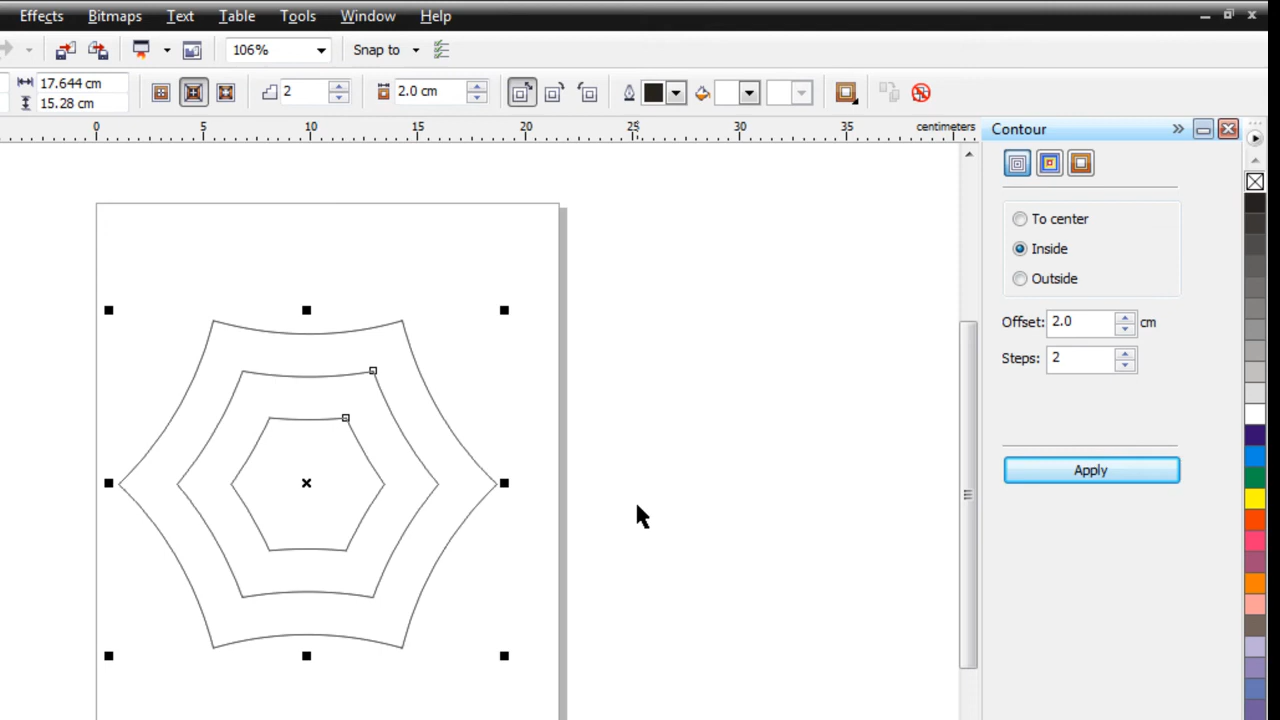 Effects Bitmaps Text Table Tools Window Help
106% Snap to
17.644 cm
15.28 cm
2 2.0 cm
0 5 10 15 20 25 30 35 centimeters
Contour
To center
Inside
Outside
Offset: 2.0 cm
Steps: 2
Apply